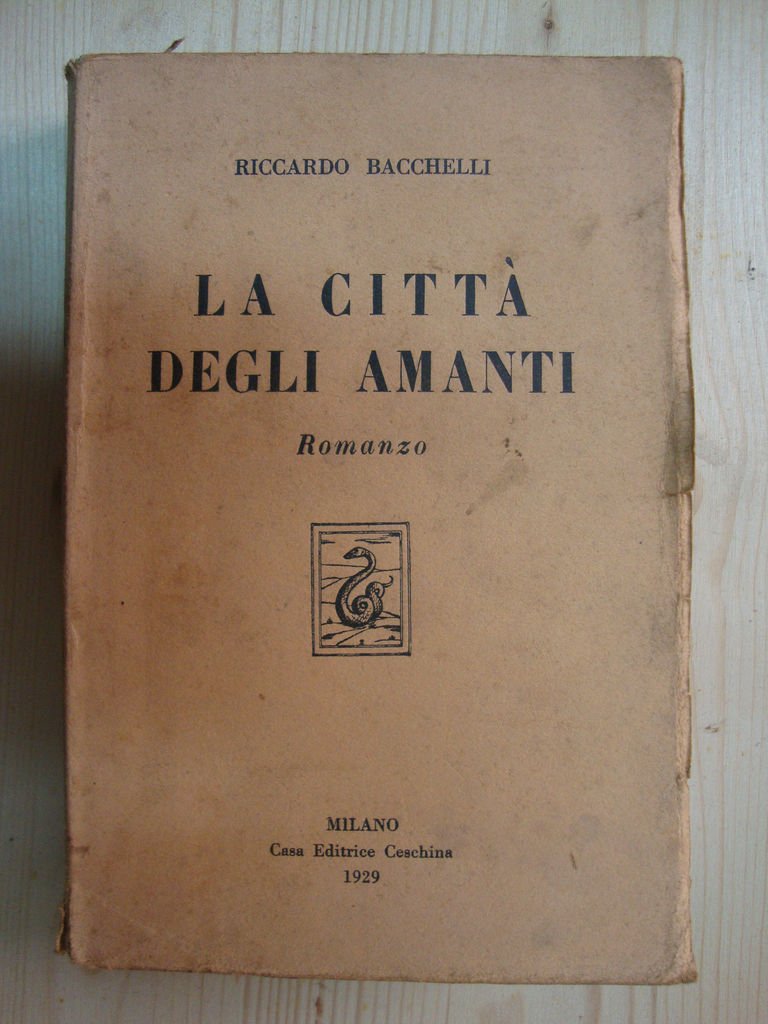 RICCARDO BACCHELLI
LA CITTÀ
DEGLI AMANTI
Romanzo
MILANO
Casa Editrice Ceschina
1929